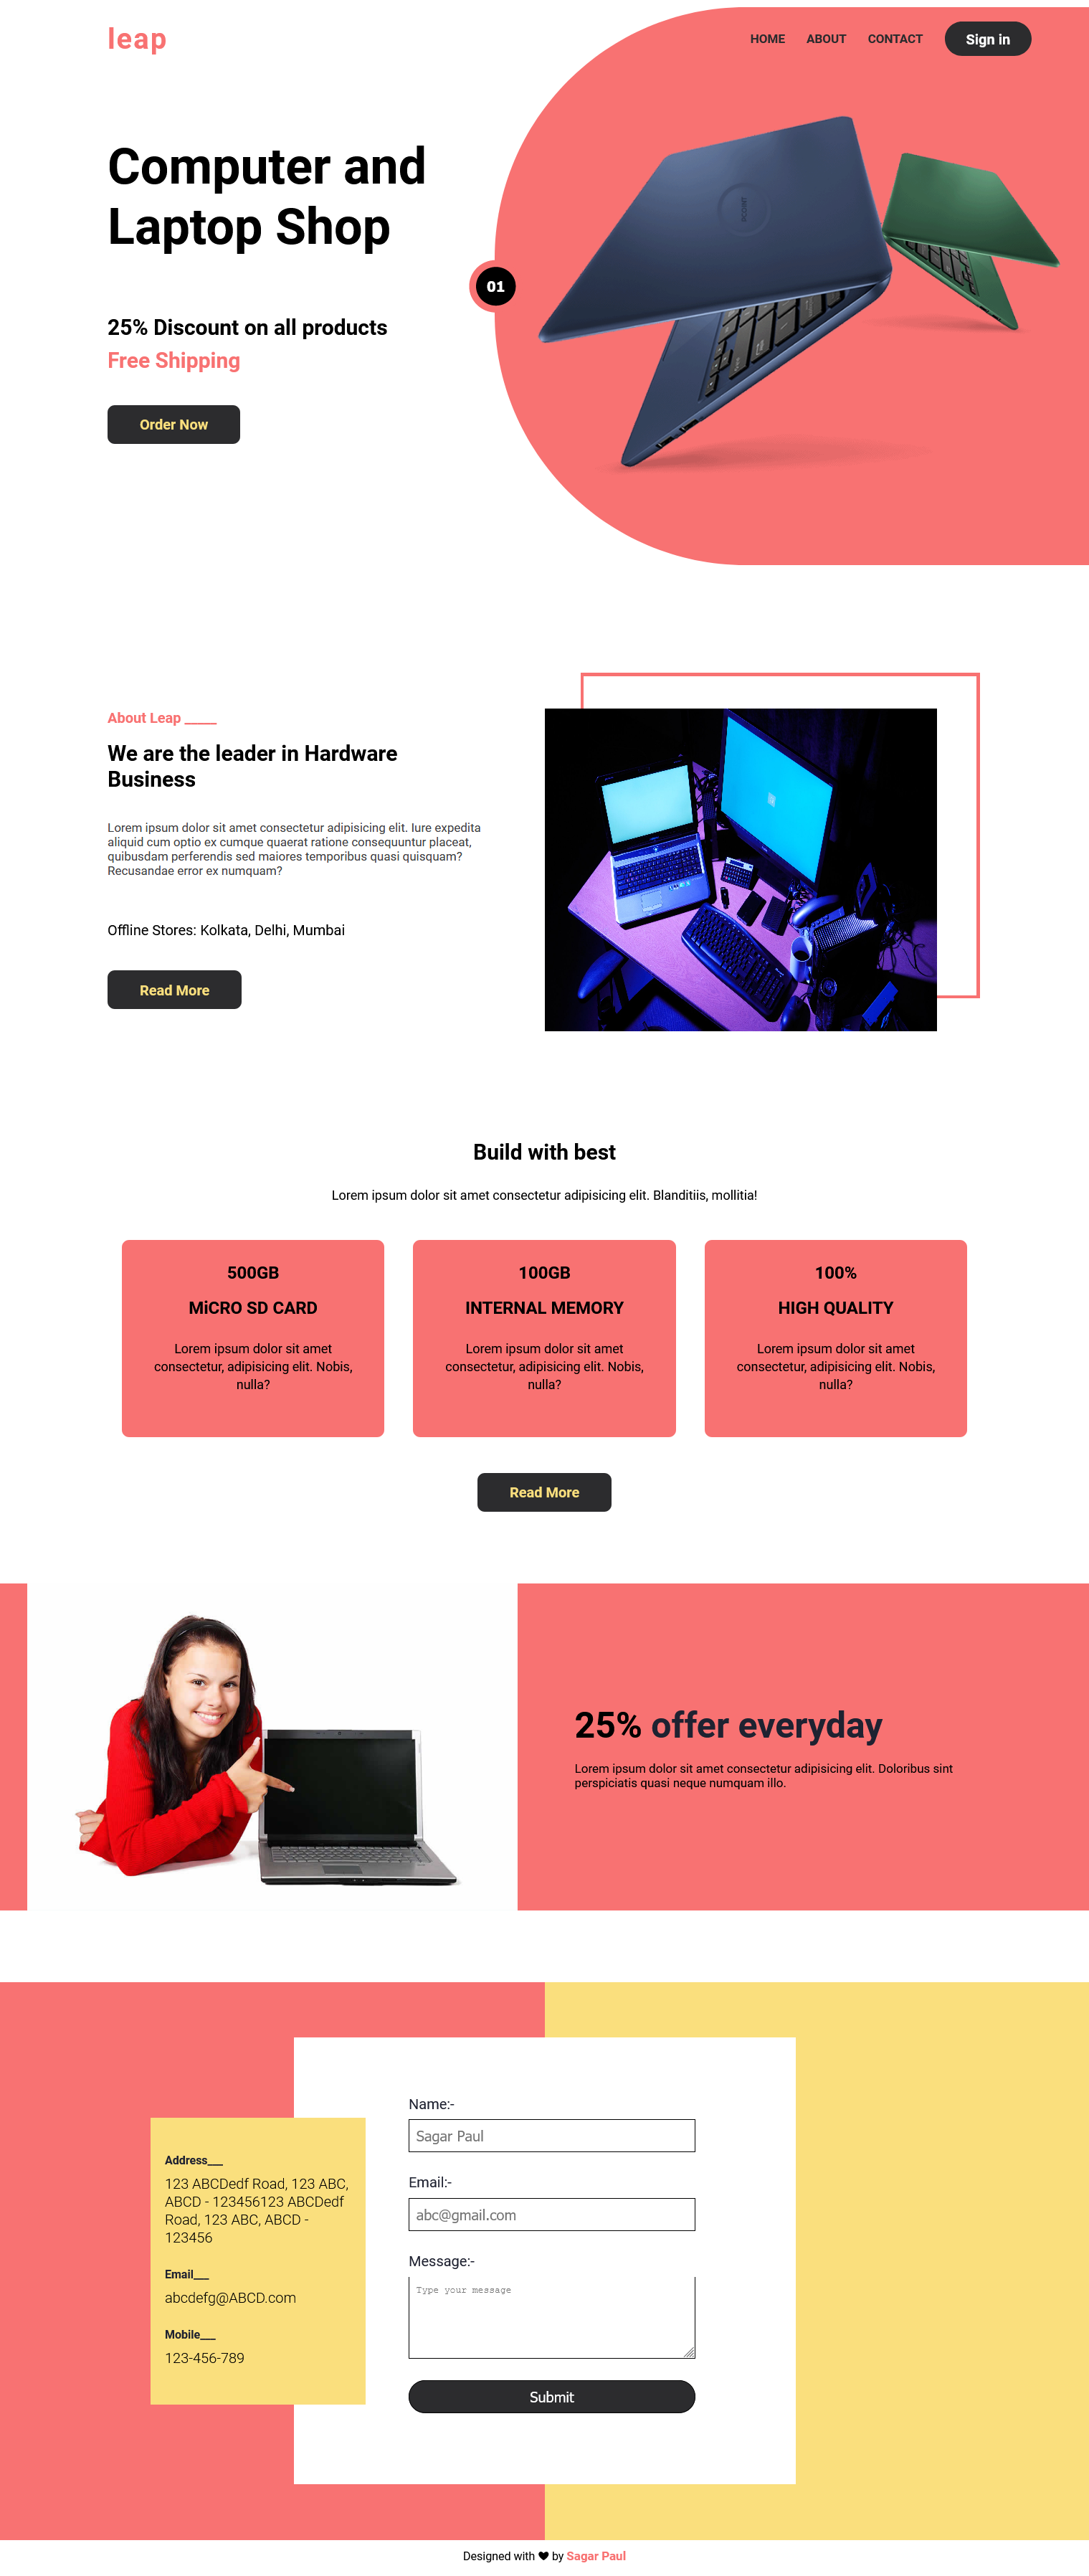 leap
HOME ABOUT CONTACT Sign in
Computer and
Laptop Shop
01
25% Discount on all products
Free Shipping
Order Now
About Leap _____
We are the leader in Hardware
Business
Lorem ipsum dolor sit amet consectetur adipisicing elit. Iure expedita
aliquid cum optio ex cumque quaerat ratione consequuntur placeat,
quibusdam perferendis sed maiores temporibus quasi quisquam?
Recusandae error ex numquam?
Offline Stores: Kolkata, Delhi, Mumbai
Read More
Build with best
Lorem ipsum dolor sit amet consectetur adipisicing elit. Blanditiis, mollitia!
500GB
MiCRO SD CARD
Lorem ipsum dolor sit amet
consectetur, adipisicing elit. Nobis,
nulla?
100GB
INTERNAL MEMORY
Lorem ipsum dolor sit amet
consectetur, adipisicing elit. Nobis,
nulla?
100%
HIGH QUALITY
Lorem ipsum dolor sit amet
consectetur, adipisicing elit. Nobis,
nulla?
Read More
25% offer everyday
Lorem ipsum dolor sit amet consectetur adipisicing elit. Doloribus sint
perspiciatis quasi neque numquam illo.
Address___
123 ABCDedf Road, 123 ABC,
ABCD - 123456123 ABCDedf
Road, 123 ABC, ABCD -
123456
Email___
abcdefg@ABCD.com
Mobile___
123-456-789
Name:-
Sagar Paul
Email:-
abc@gmail.com
Message:-
Type your message
Submit
Designed with ❤ by Sagar Paul